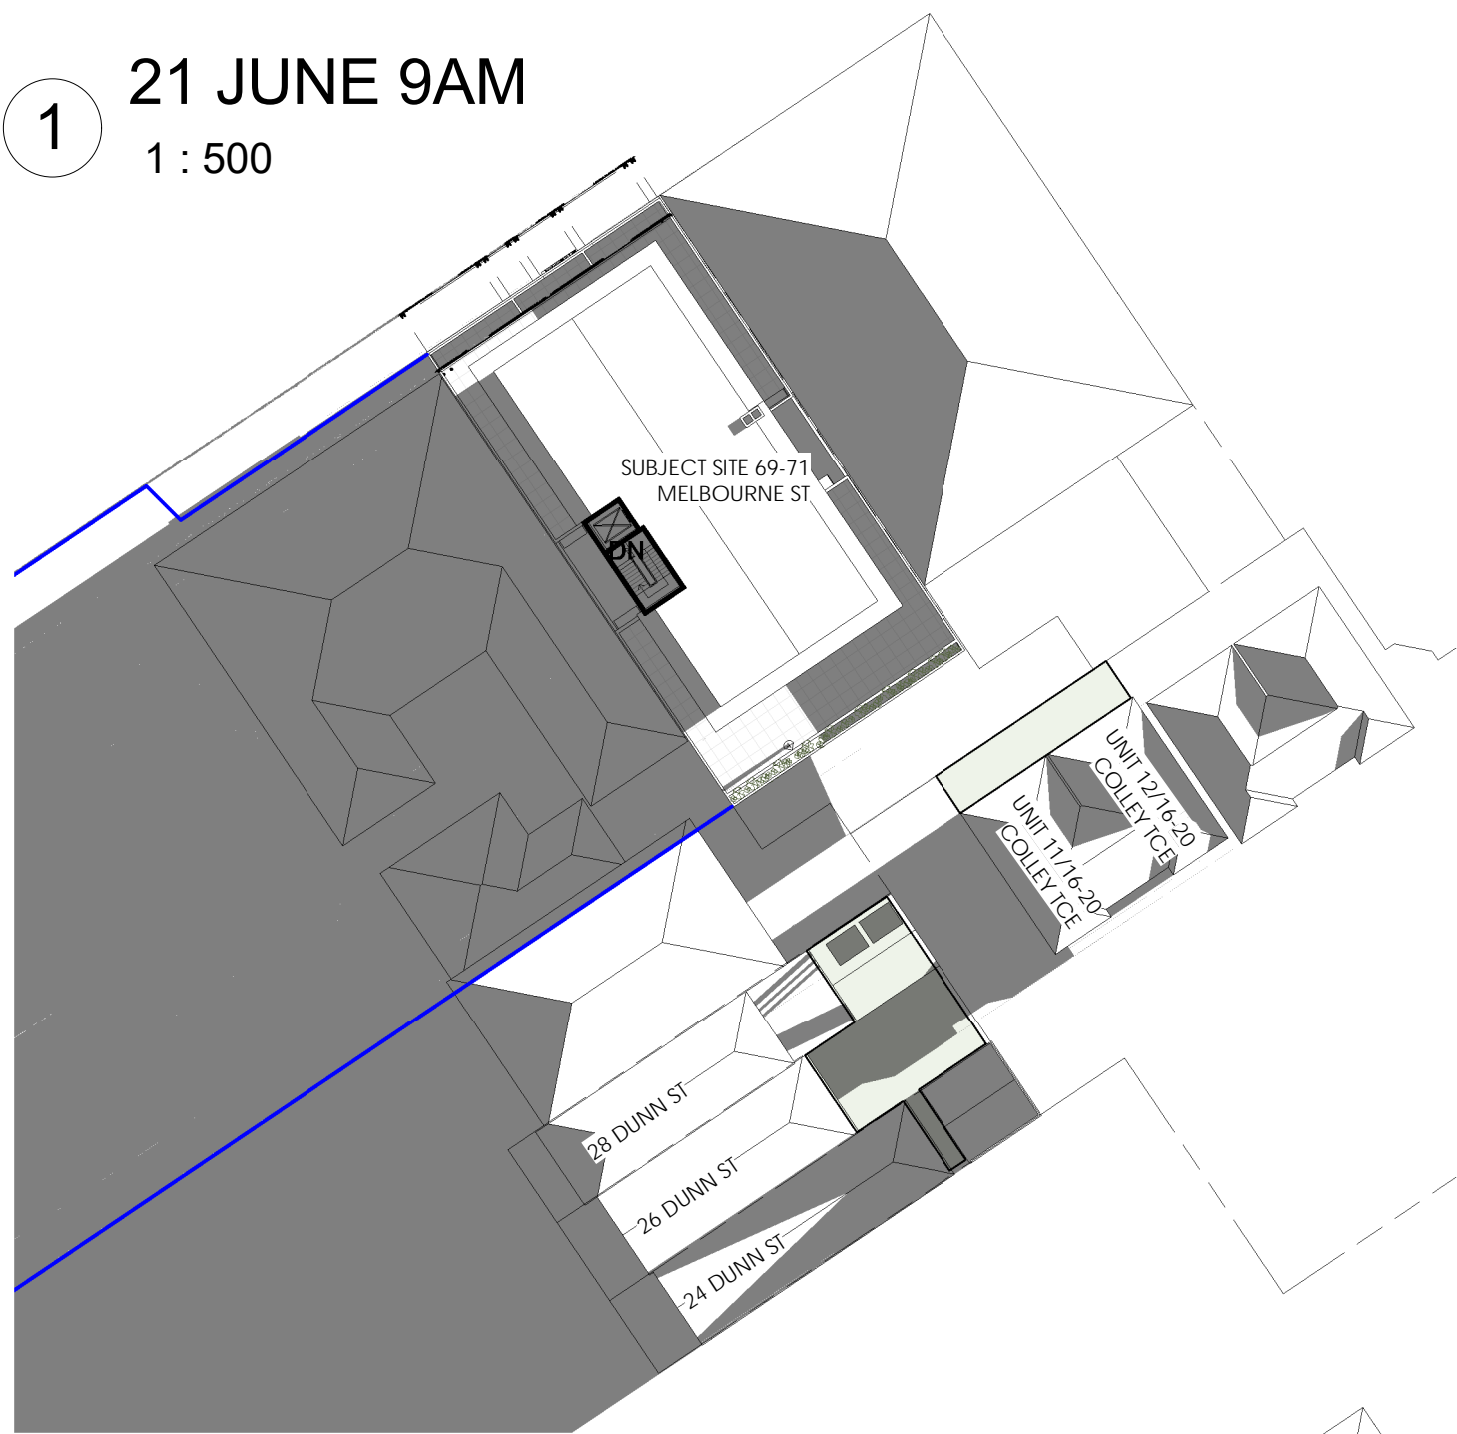 21 JUNE 9AM
1
1 : 500
SUBJECT SITE 69-71
MELBOURNE ST
DN
UNIT 12/16-20
COLLEY TCE
UNIT 11/16-20
COLLEY TCE
28 DUNN ST
26 DUNN ST
24 DUNN ST